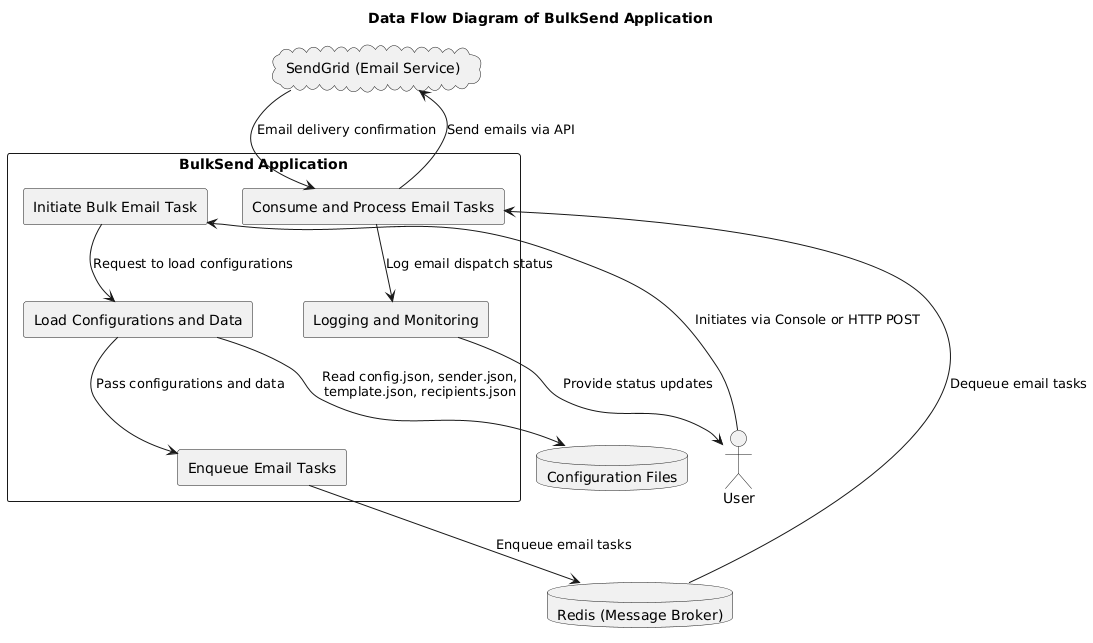 Data Flow Diagram of BulkSend Application
SendGrid (Email Service)
Email delivery confirmation
Send emails via API
BulkSend Application
Initiate Bulk Email Task
Consume and Process Email Tasks
Request to load configurations
Log email dispatch status
Load Configurations and Data
Logging and Monitoring
Initiates via Console or HTTP POST
Pass configurations and data
Read config.json, sender.json,
template.json, recipients.json
Provide status updates
Dequeue email tasks
Enqueue Email Tasks
Configuration Files
User
Enqueue email tasks
Redis (Message Broker)